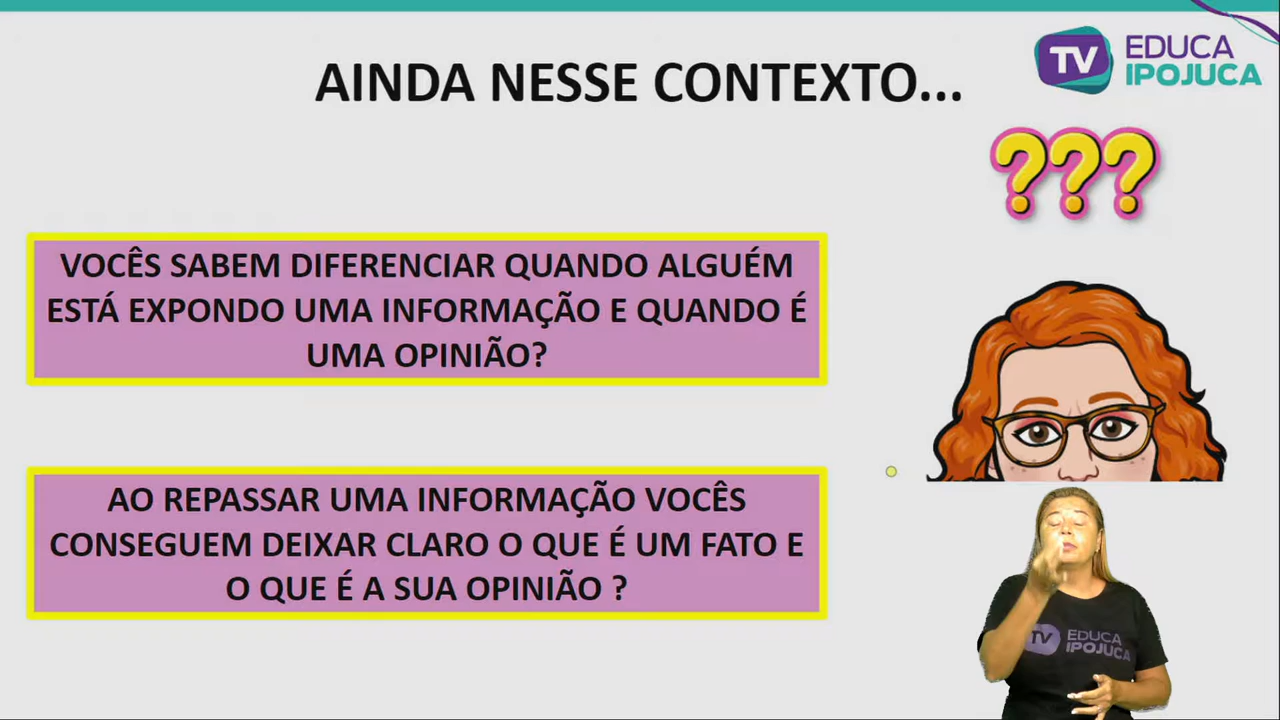 AINDA NESSE CONTEXTO...
TV EDUCA
IPOJUCA
???
VOCÊS SABEM DIFERENCIAR QUANDO ALGUÉM
ESTÁ EXPONDO UMA INFORMAÇÃO E QUANDO É
UMA OPINIÃO?
AO REPASSAR UMA INFORMAÇÃO VOCÊS
CONSEGUEM DEIXAR CLARO O QUE É UM FATO E
O QUE É A SUA OPINIÃO ?
TV EDUCA
IPOJUCA